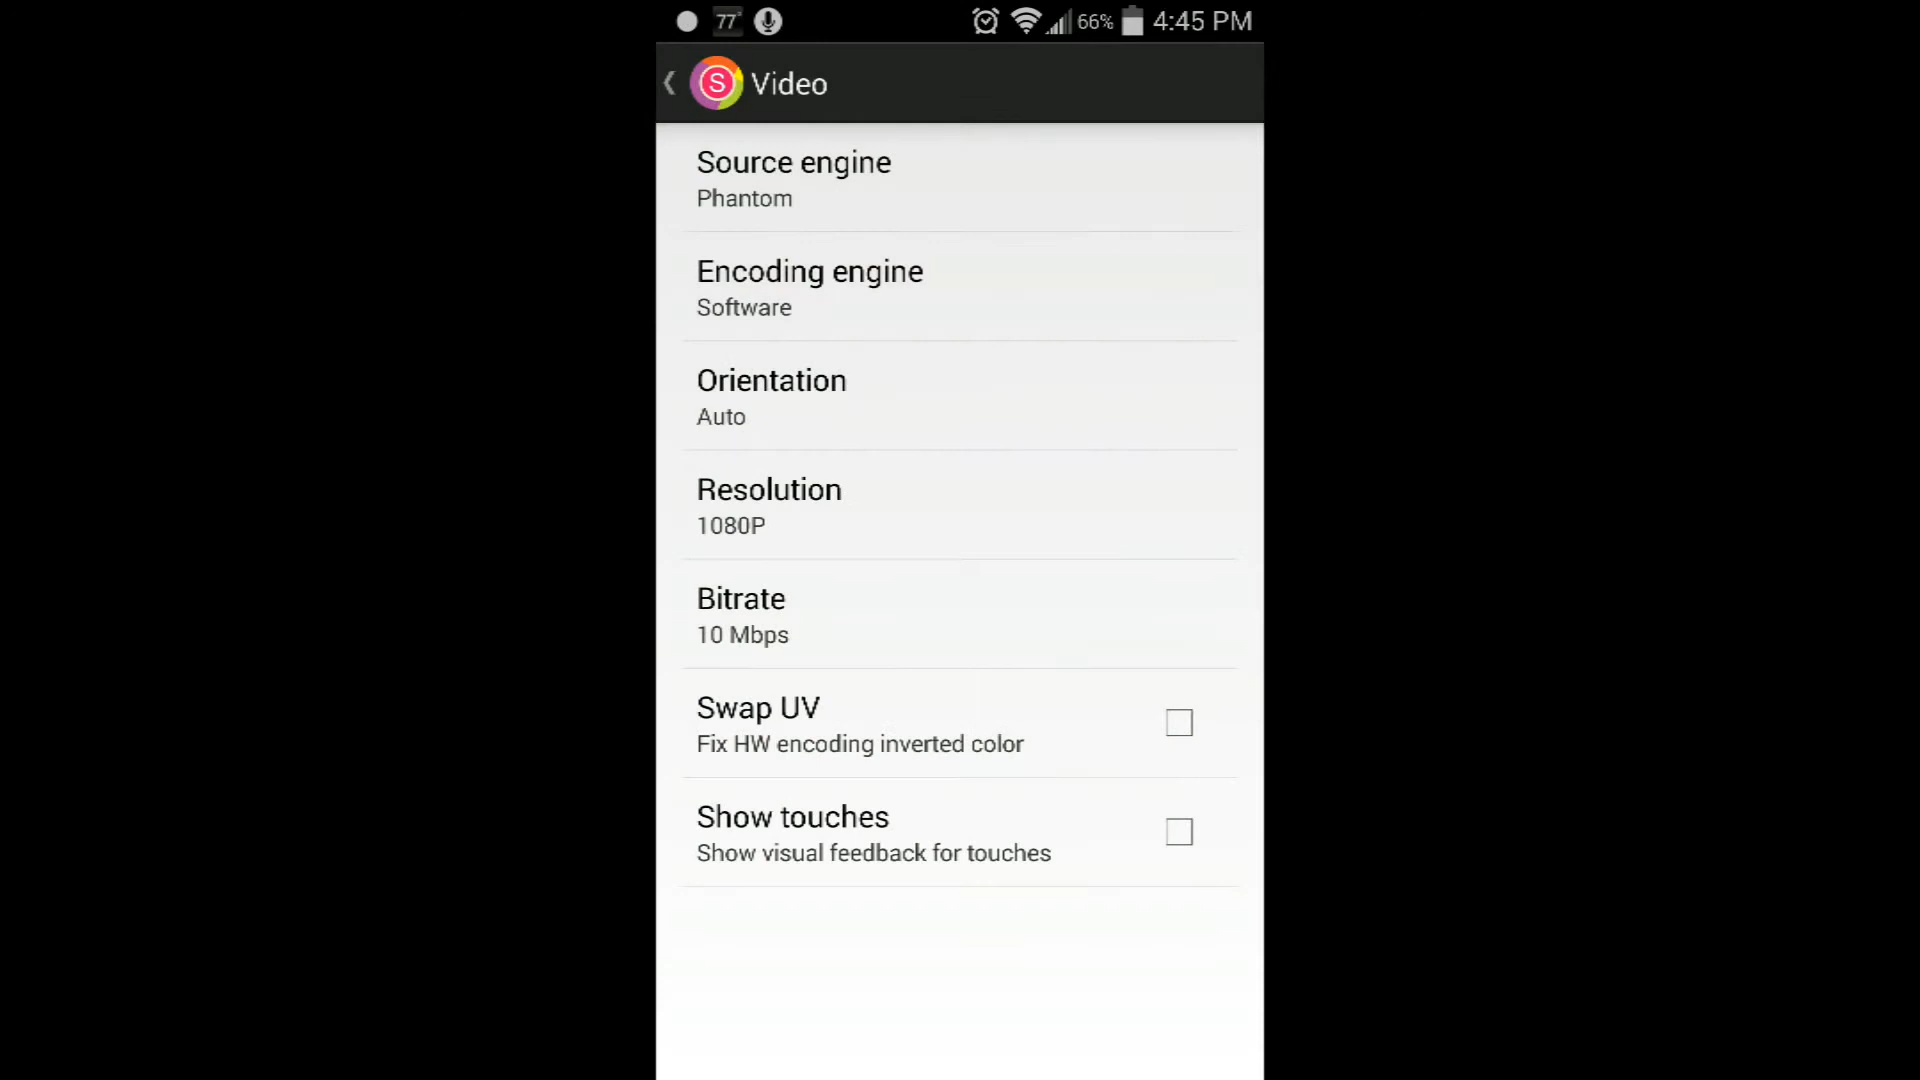 77° 66% 4:45 PM
S Video
Source engine
Phantom
Encoding engine
Software
Orientation
Auto
Resolution
1080P
Bitrate
10 Mbps
Swap UV
Fix HW encoding inverted color
Show touches
Show visual feedback for touches